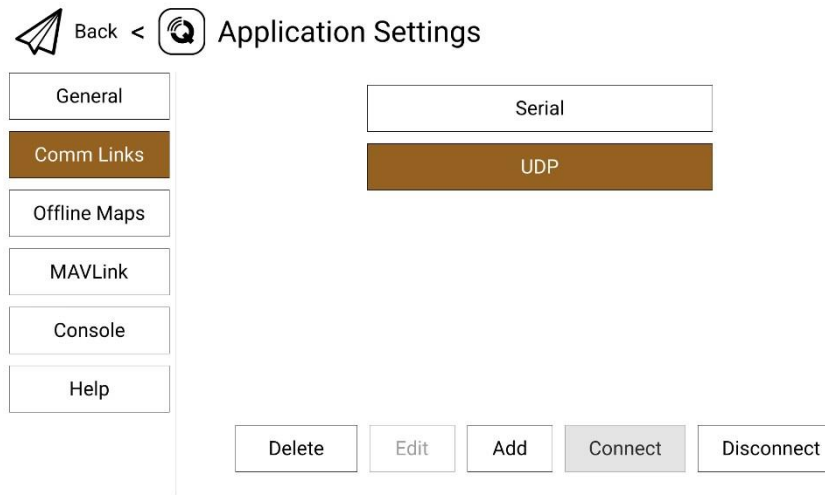 Back < Application Settings
General
Comm Links
Offline Maps
MAVLink
Console
Help
Serial
UDP
Delete Edit Add Connect Disconnect